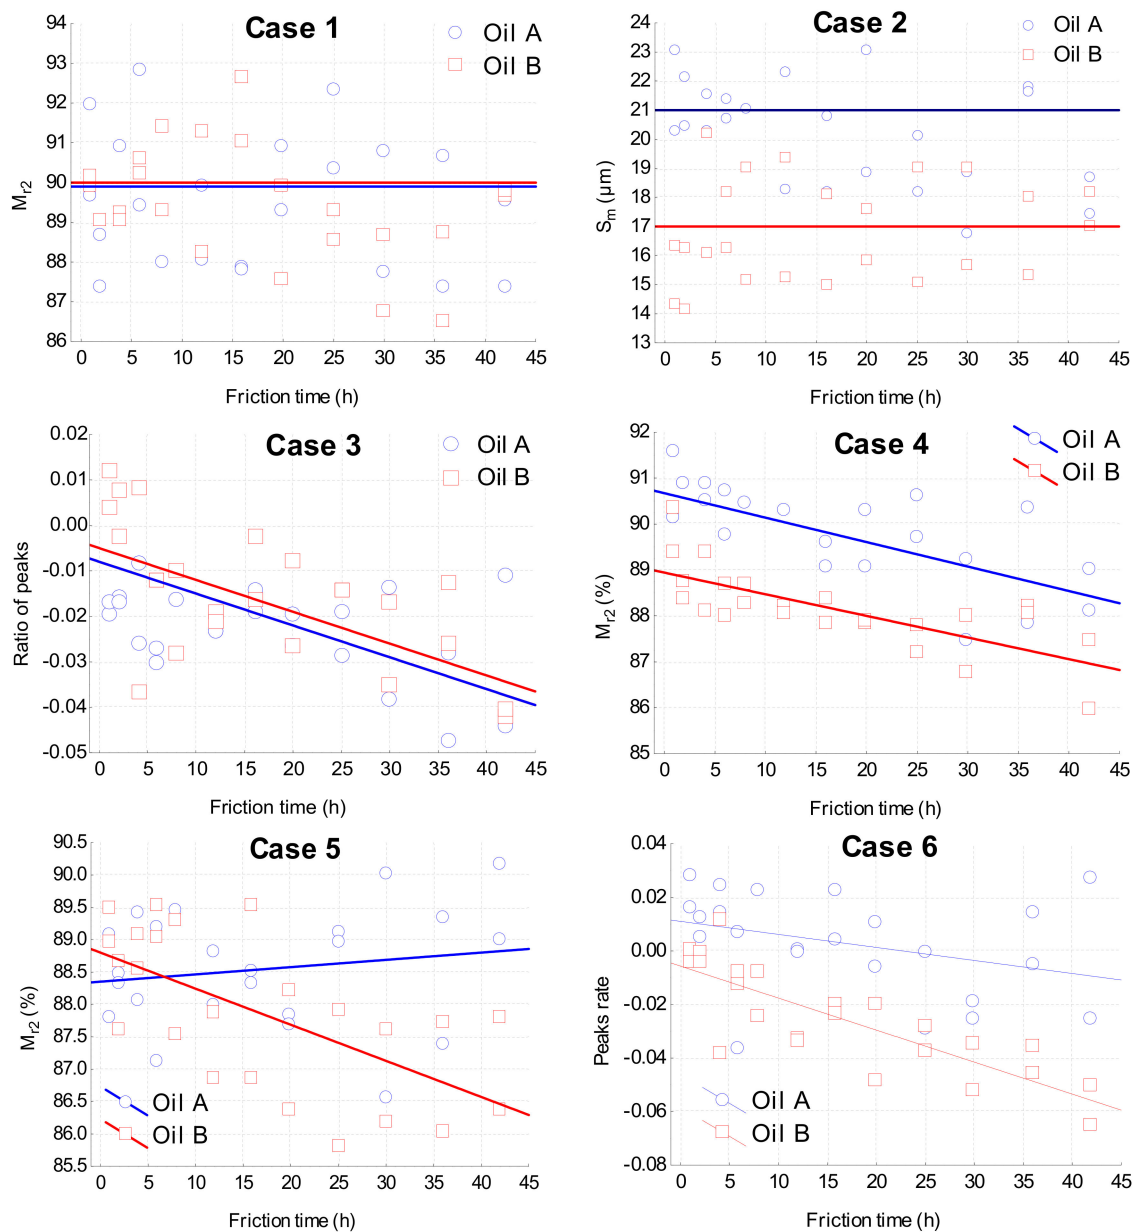 Case 1
Oil A
Oil B
94
93
92
91
90
89
88
87
86
M_r2
0 5 10 15 20 25 30 35 40 45
Friction time (h)
Case 2
Oil A
Oil B
24
23
22
21
20
19
18
17
16
15
14
13
S_m (μm)
0 5 10 15 20 25 30 35 40 45
Friction time (h)
Case 3
Oil A
Oil B
0.02
0.01
0.00
-0.01
-0.02
-0.03
-0.04
-0.05
Ratio of peaks
0 5 10 15 20 25 30 35 40 45
Friction time (h)
Case 4
Oil A
Oil B
92
91
90
89
88
87
86
85
M_r2 (%)
0 5 10 15 20 25 30 35 40 45
Friction time (h)
Case 5
90.5
90.0
89.5
89.0
88.5
88.0
87.5
87.0
86.5
86.0
85.5
M_r2 (%)
Oil A
Oil B
0 5 10 15 20 25 30 35 40 45
Friction time (h)
Case 6
0.04
0.02
0.00
-0.02
-0.04
-0.06
-0.08
Peaks rate
Oil A
Oil B
0 5 10 15 20 25 30 35 40 45
Friction time (h)